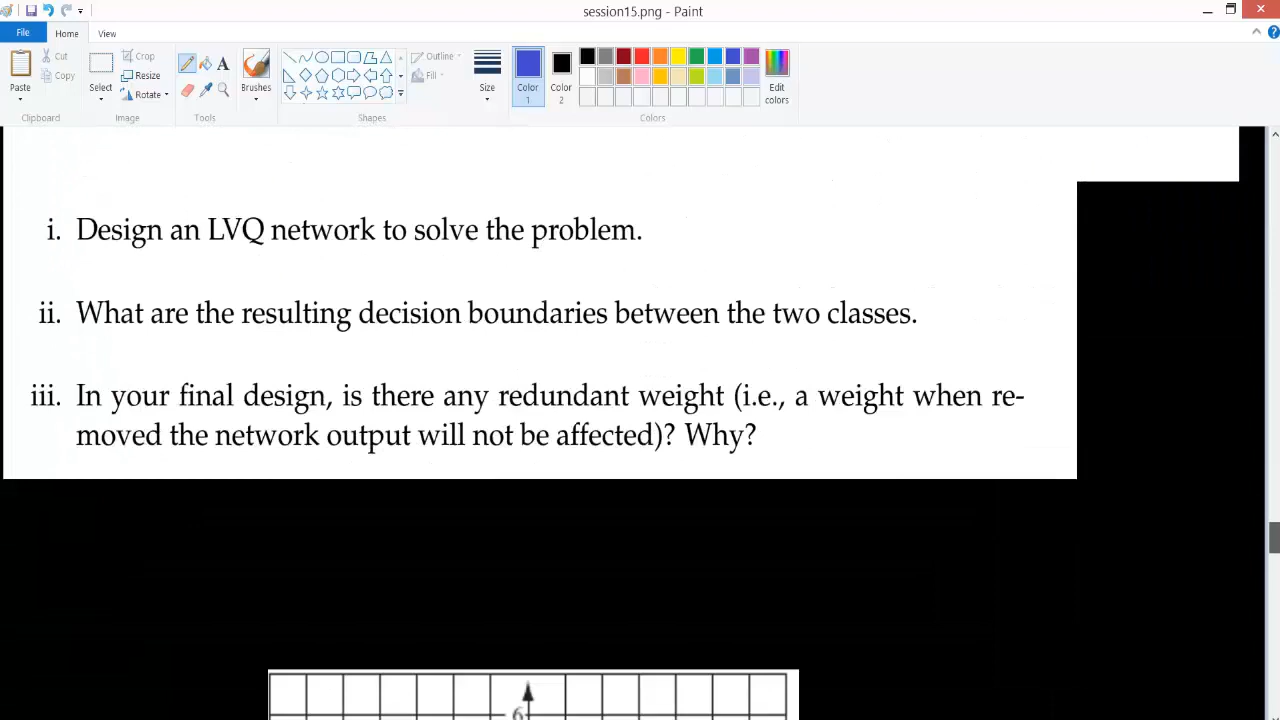 session15.png - Paint
File
Home
View
Paste
Cut
Copy
Clipboard
Select
Crop
Resize
Rotate
Image
Tools
Brushes
Shapes
Outline
Fill
Size
Color
1
Color
2
Edit
colors
Colors
i. Design an LVQ network to solve the problem.
ii. What are the resulting decision boundaries between the two classes.
iii. In your final design, is there any redundant weight (i.e., a weight when re-
moved the network output will not be affected)? Why?
6